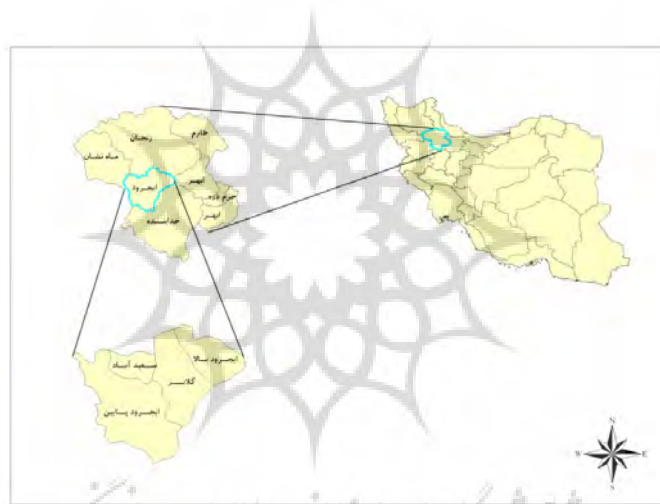 طارم
زنجان
ماه نشان
ابهر
ایجرود
خرم دره
ابهر
خدابنده
ایجرود بالا
سعید آباد
گلابر
ایجرود پایین
N
W E
S